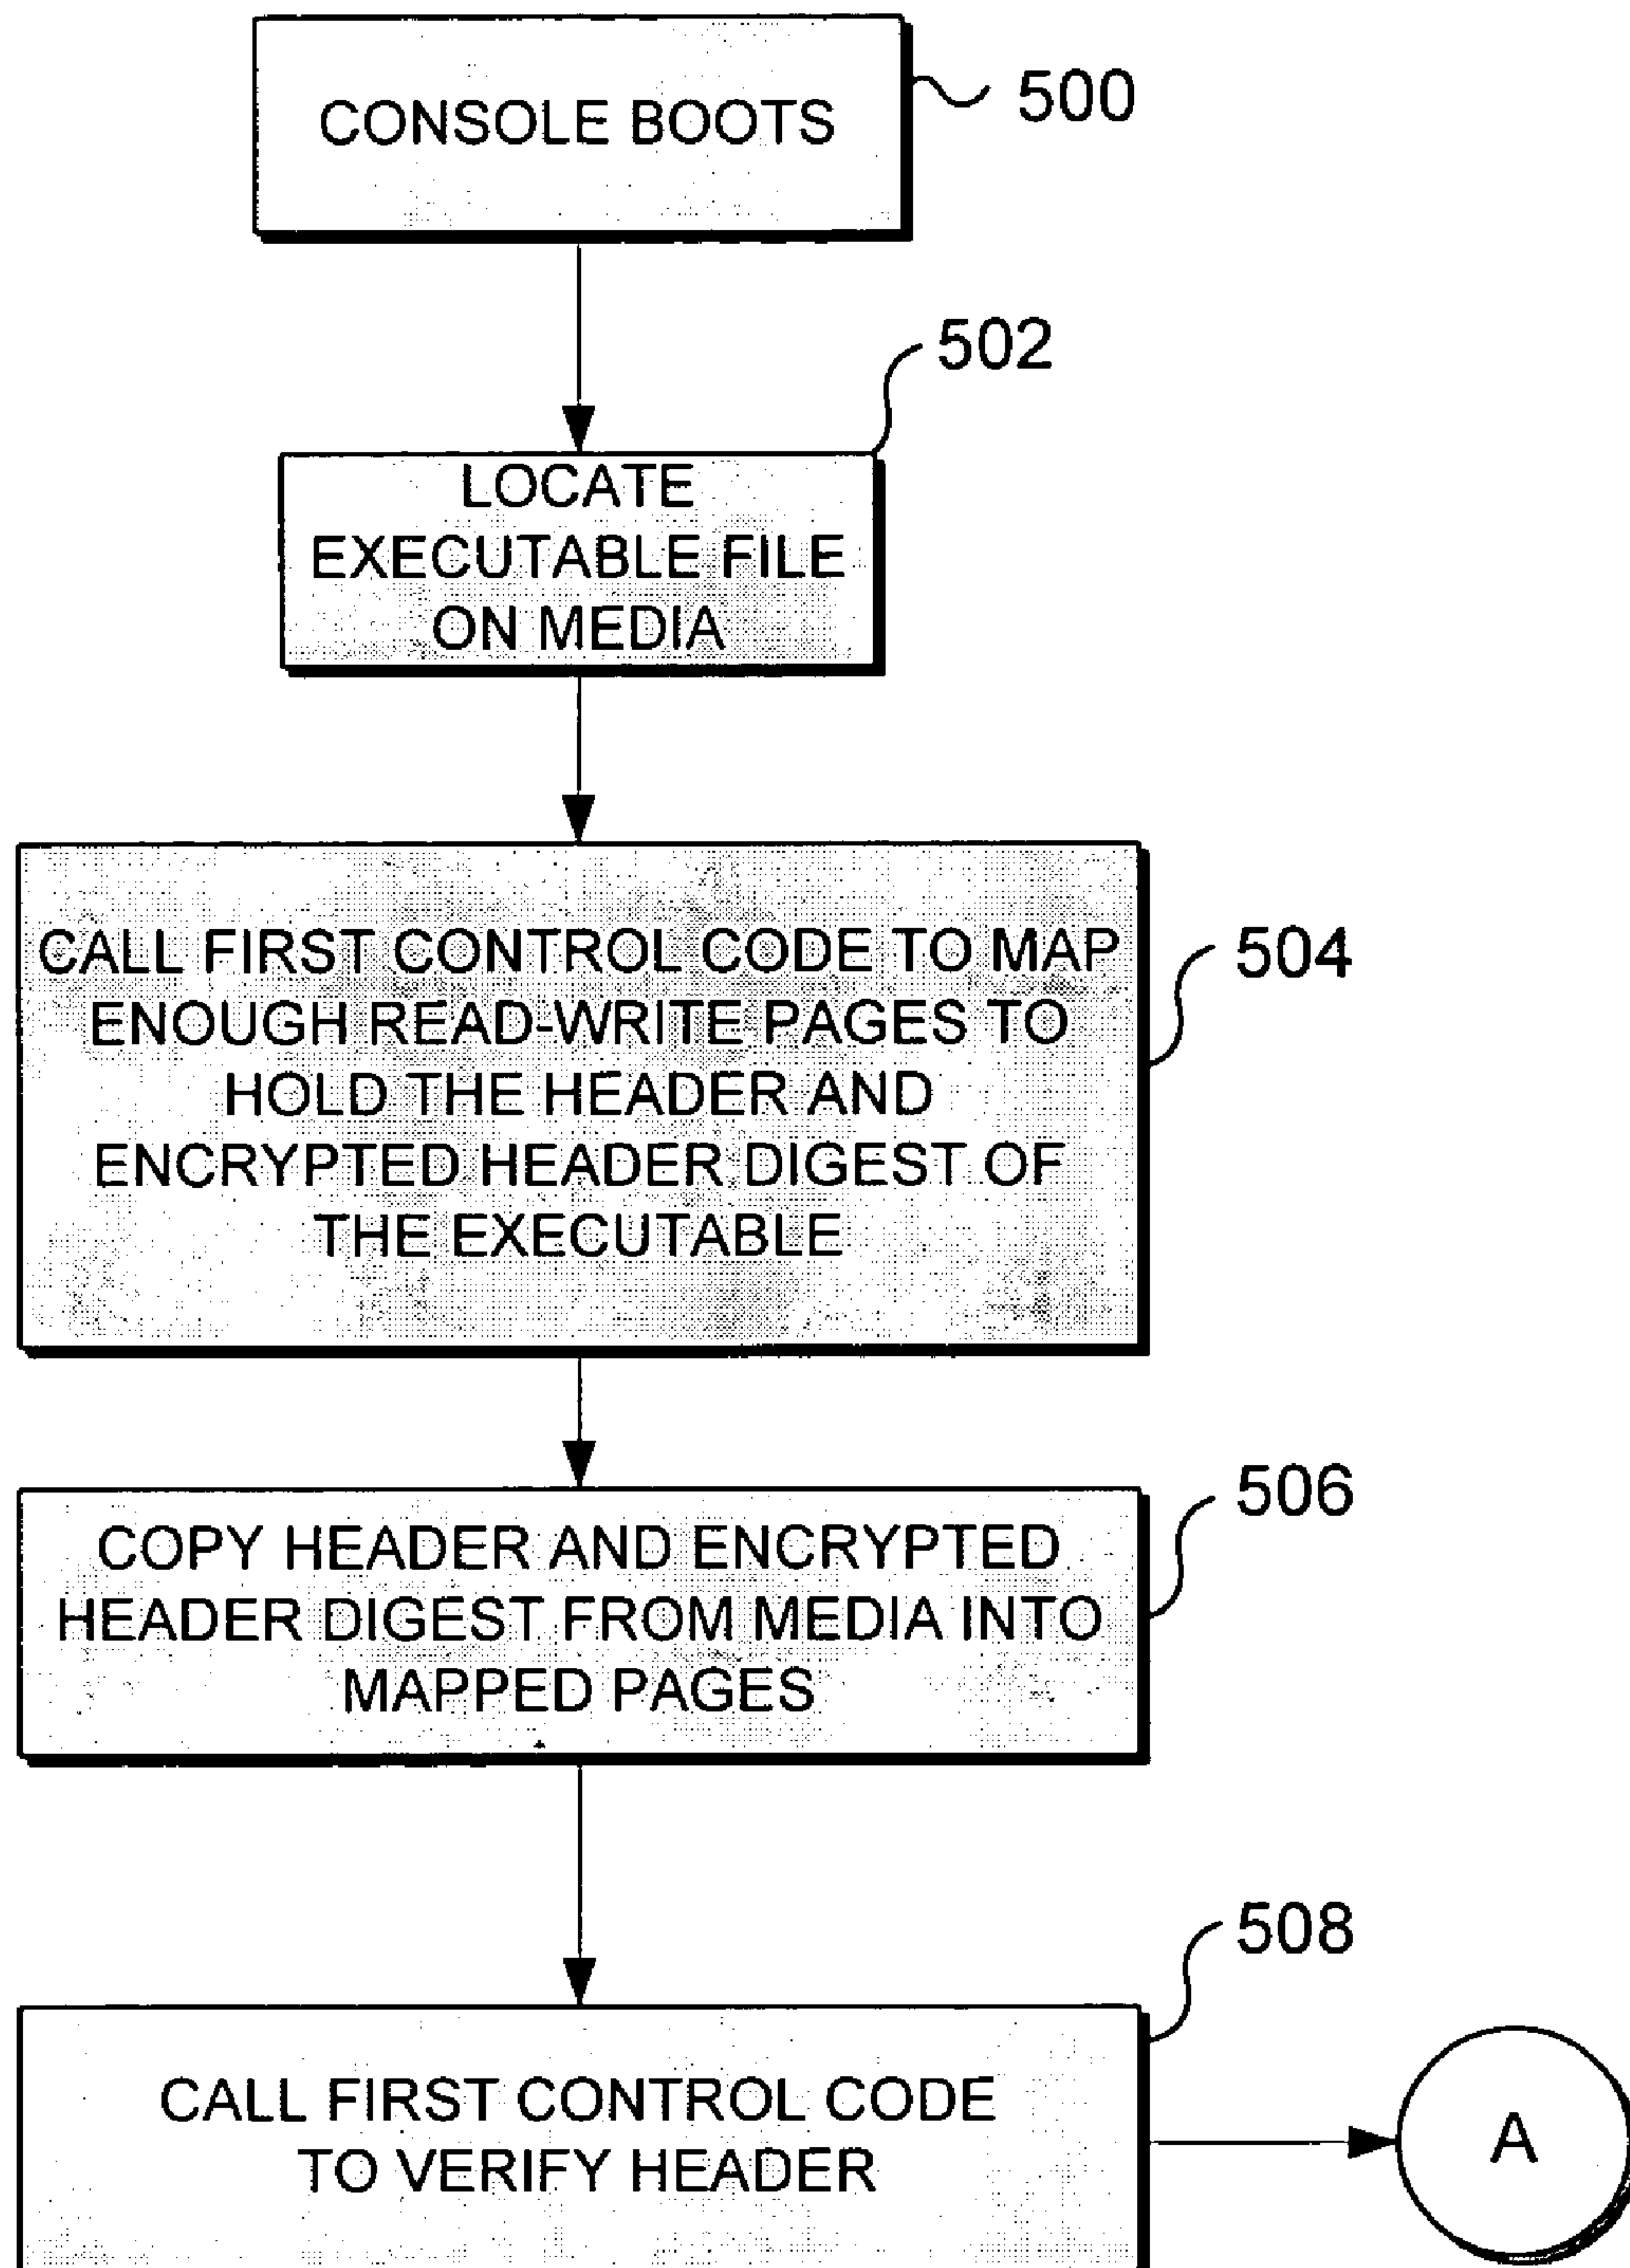 CONSOLE BOOTS
500
502
LOCATE
EXECUTABLE FILE
ON MEDIA
CALL FIRST CONTROL CODE TO MAP
ENOUGH READ-WRITE PAGES TO
HOLD THE HEADER AND
ENCRYPTED HEADER DIGEST OF
THE EXECUTABLE
504
COPY HEADER AND ENCRYPTED
HEADER DIGEST FROM MEDIA INTO
MAPPED PAGES
506
508
CALL FIRST CONTROL CODE
TO VERIFY HEADER
A